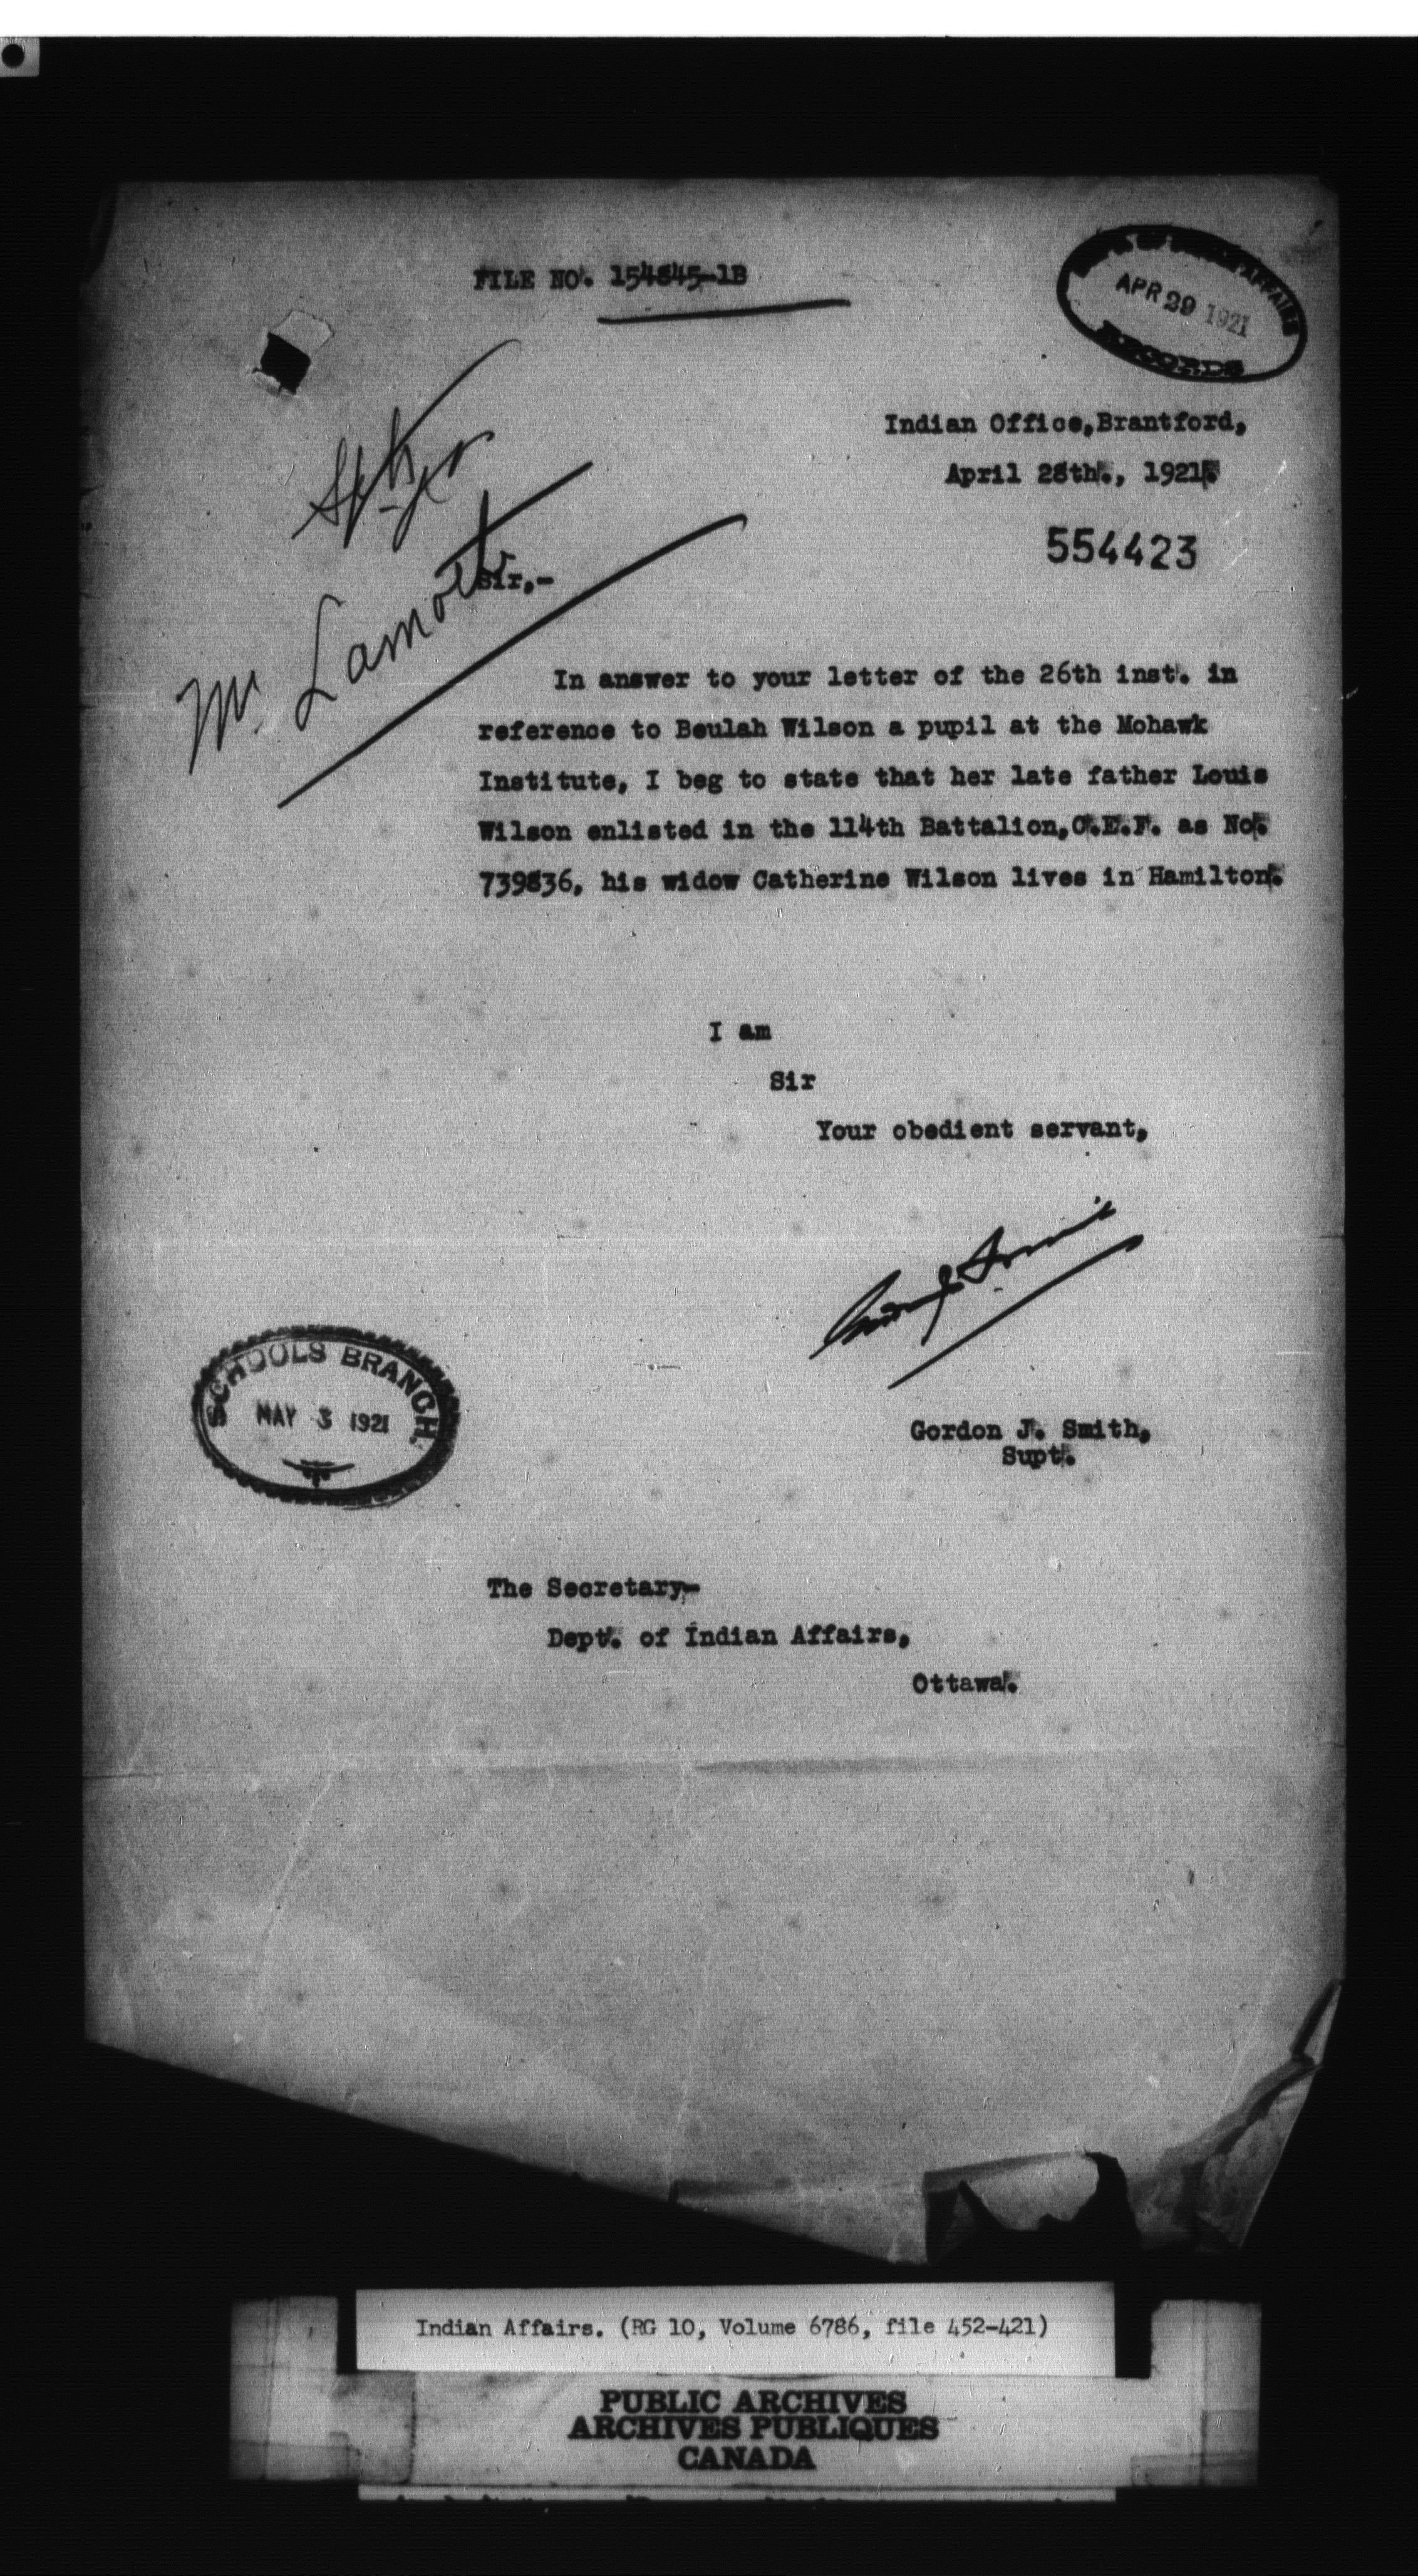 FILE NO. 154845-1B
APR 29 1921
RECORDS
Indian Office,Brantford,
April 28th., 1921.
554423
Mr. Lamothe
Sir,-
In answer to your letter of the 26th inst. in
reference to Beulah Wilson a pupil at the Mohawk
Institute, I beg to state that her late father Louis
Wilson enlisted in the 114th Battalion,C.E.F. as No.
739836, his widow Catherine Wilson lives in Hamilton.
I am
Sir
Your obedient servant,
Gordon J. Smith,
Supt.
SCHOOLS BRANCH.
MAY 3 1921
The Secretary-
Dept. of Indian Affairs,
Ottawa.
Indian Affairs. (RG 10, Volume 6786, file 452-421)
PUBLIC ARCHIVES
ARCHIVES PUBLIQUES
CANADA